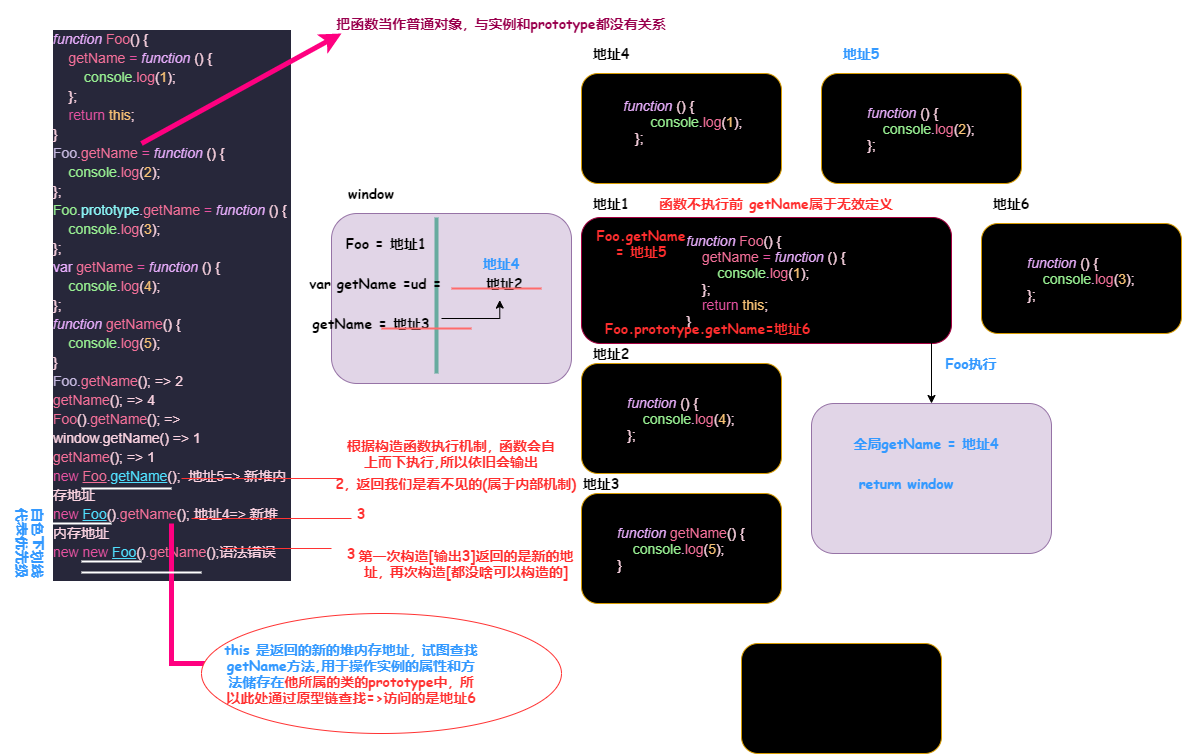 把函数当作普通对象，与实例和prototype都没有关系
function Foo() {
getName = function () {
console.log(1);
};
return this;
}
Foo.getName = function () {
console.log(2);
};
Foo.prototype.getName = function () {
console.log(3);
};
var getName = function () {
console.log(4);
};
function getName() {
console.log(5);
}
Foo.getName(); => 2
getName(); => 4
Foo().getName(); =>
window.getName() => 1
getName(); => 1
new Foo.getName(); 地址5=> 新堆内
存地址
new Foo().getName(); 地址4=> 新堆
内存地址
new new Foo().getName();语法错误
白色下划线
代表优先级
window
Foo = 地址1
var getName =ud =
地址4
地址2
getName = 地址3
根据构造函数执行机制，函数会自
上而下执行,所以依旧会输出
2，返回我们是看不见的(属于内部机制)
3
3
第一次构造[输出3]返回的是新的地
址，再次构造[都没啥可以构造的]
this 是返回的新的堆内存地址，试图查找
getName方法,用于操作实例的属性和方
法储存在他所属的类的prototype中，所
以此处通过原型链查找=>访问的是地址6
地址4
function () {
console.log(1);
};
地址5
function () {
console.log(2);
};
地址1
函数不执行前 getName属于无效定义
Foo.getName
= 地址5
function Foo() {
getName = function () {
console.log(1);
};
return this;
}
Foo.prototype.getName=地址6
地址6
function () {
console.log(3);
};
地址2
function () {
console.log(4);
};
Foo执行
全局getName = 地址4
return window
地址3
function getName() {
console.log(5);
}